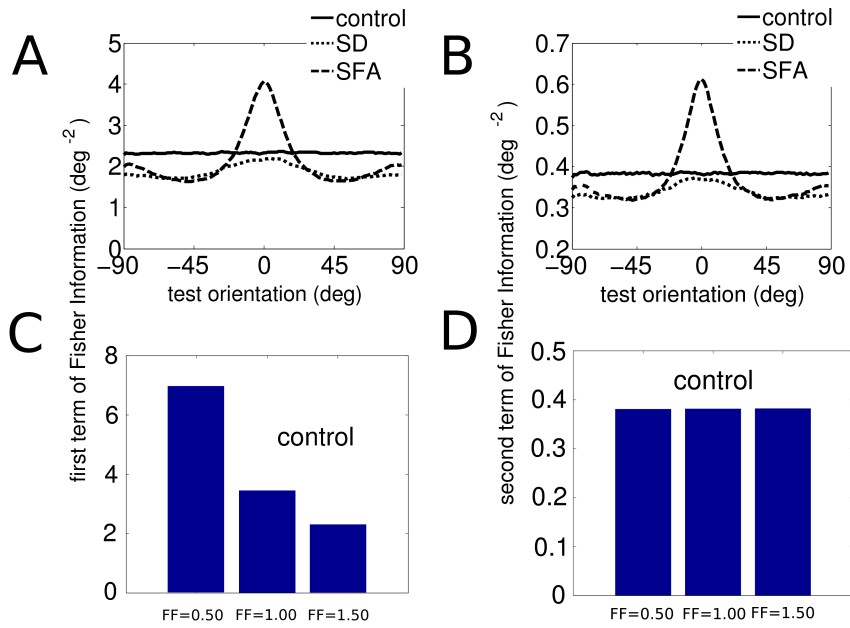 A
control
SD
SFA
5
4
3
2
1
0
−90
−45
0
45
90
test orientation (deg)
first term of Fisher Information (deg -2 )
B
control
SD
SFA
0.7
0.6
0.5
0.4
0.3
0.2
−90
−45
0
45
90
test orientation (deg)
second term of Fisher Information (deg -2 )
C
8
6
4
2
0
control
FF=0.50 FF=1.00 FF=1.50
D
0.5
0.4
0.3
0.2
0.1
0
control
FF=0.50 FF=1.00 FF=1.50